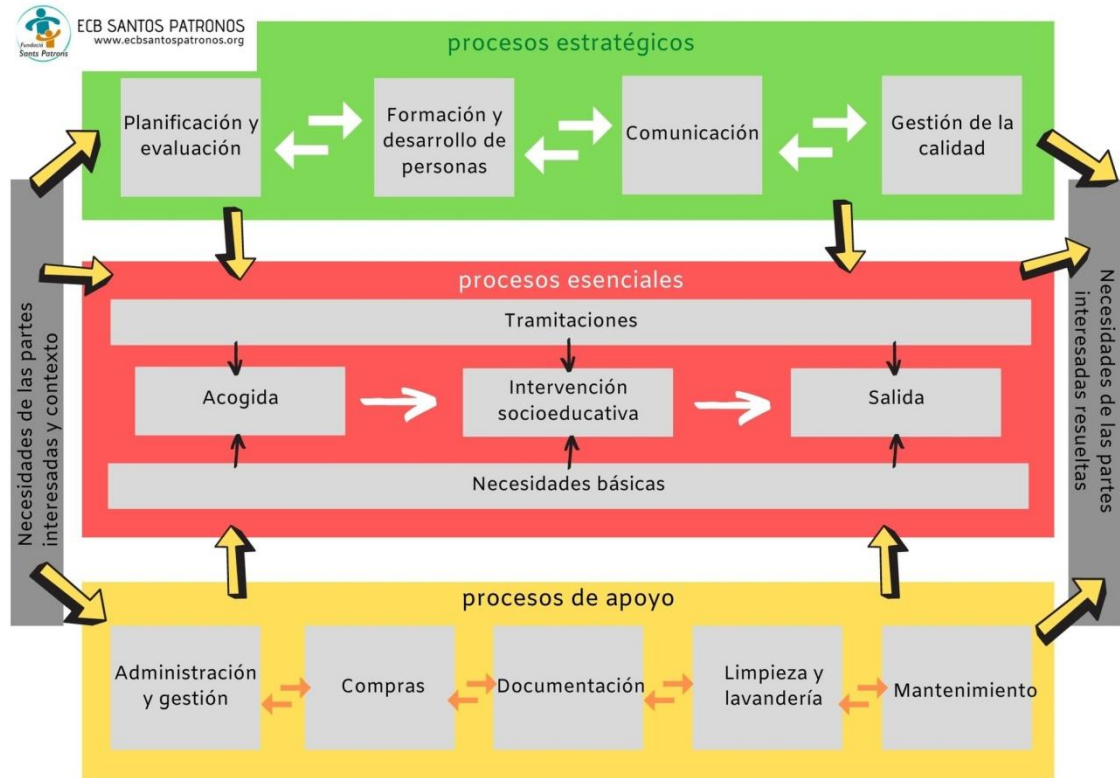 Fundació
Sants Patrons
ECB SANTOS PATRONOS
www.ecbsantospatronos.org
procesos estratégicos
Planificación y
evaluación
Formación y
desarrollo de
personas
Comunicación
Gestión de la
calidad
Necesidades de las partes
interesadas y contexto
procesos esenciales
Tramitaciones
Acogida
Intervención
socioeducativa
Salida
Necesidades básicas
Necesidades de las partes
interesadas resueltas
procesos de apoyo
Administración
y gestión
Compras
Documentación
Limpieza y
lavandería
Mantenimiento